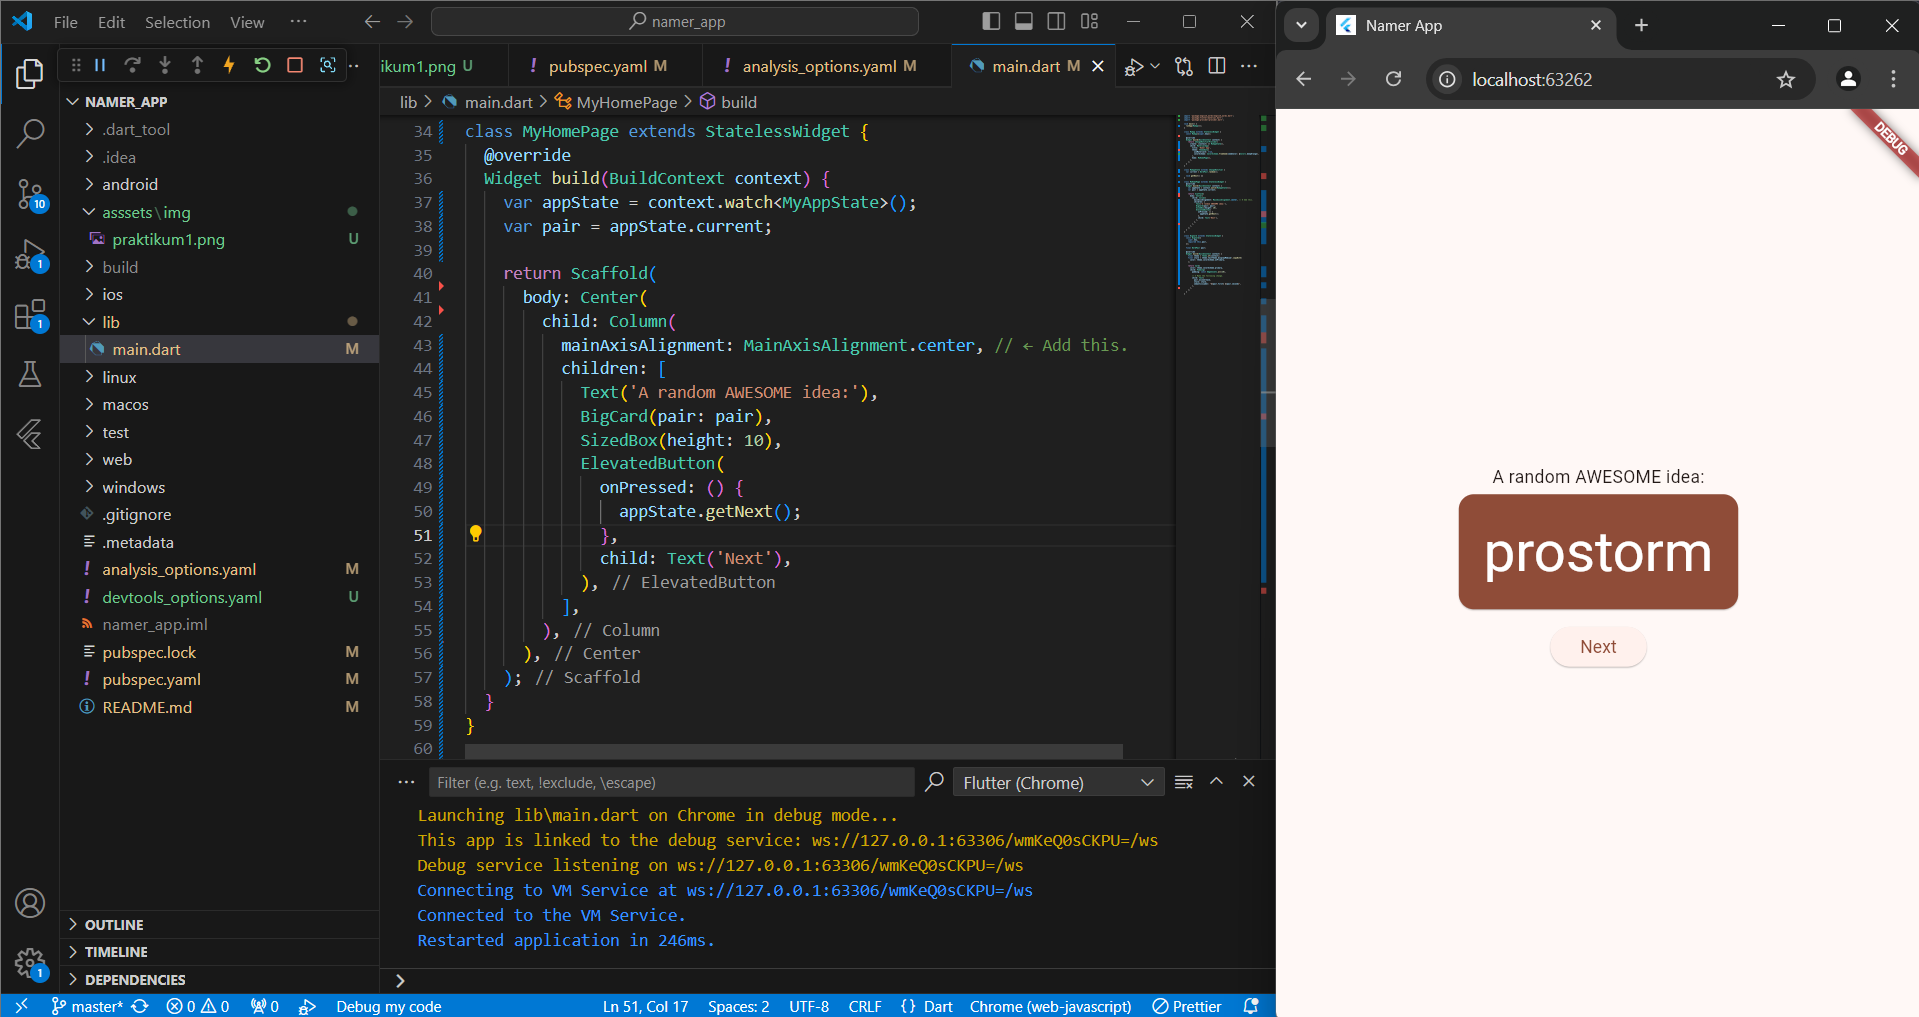 File Edit Selection View ··· namer_app
NAMER_APP
.dart_tool
.idea
android
asssets\img
praktikum1.png U
build
ios
lib
main.dart M
linux
macos
test
web
windows
.gitignore
.metadata
analysis_options.yaml M
devtools_options.yaml U
namer_app.iml
pubspec.lock M
pubspec.yaml M
README.md M
OUTLINE
TIMELINE
DEPENDENCIES
10
1
1
1
ikum1.png U ! pubspec.yaml M ! analysis_options.yaml M main.dart M
lib > main.dart > MyHomePage > build
34 class MyHomePage extends StatelessWidget {
35 @override
36 Widget build(BuildContext context) {
37 var appState = context.watch<MyAppState>();
38 var pair = appState.current;
39
40 return Scaffold(
41 body: Center(
42 child: Column(
43 mainAxisAlignment: MainAxisAlignment.center, // ← Add this.
44 children: [
45 Text('A random AWESOME idea:'),
46 BigCard(pair: pair),
47 SizedBox(height: 10),
48 ElevatedButton(
49 onPressed: () {
50 appState.getNext();
51 },
52 child: Text('Next'),
53 ), // ElevatedButton
54 ],
55 ), // Column
56 ), // Center
57 ); // Scaffold
58 }
59 }
60
Filter (e.g. text, !exclude, \escape) Flutter (Chrome)
Launching lib\main.dart on Chrome in debug mode...
This app is linked to the debug service: ws://127.0.0.1:63306/wmKeQ0sCKPU=/ws
Debug service listening on ws://127.0.0.1:63306/wmKeQ0sCKPU=/ws
Connecting to VM Service at ws://127.0.0.1:63306/wmKeQ0sCKPU=/ws
Connected to the VM Service.
Restarted application in 246ms.
master* 0 0 0 Debug my code Ln 51, Col 17 Spaces: 2 UTF-8 CRLF {} Dart Chrome (web-javascript) Prettier
Namer App
localhost:63262
DEBUG
A random AWESOME idea:
prostorm
Next